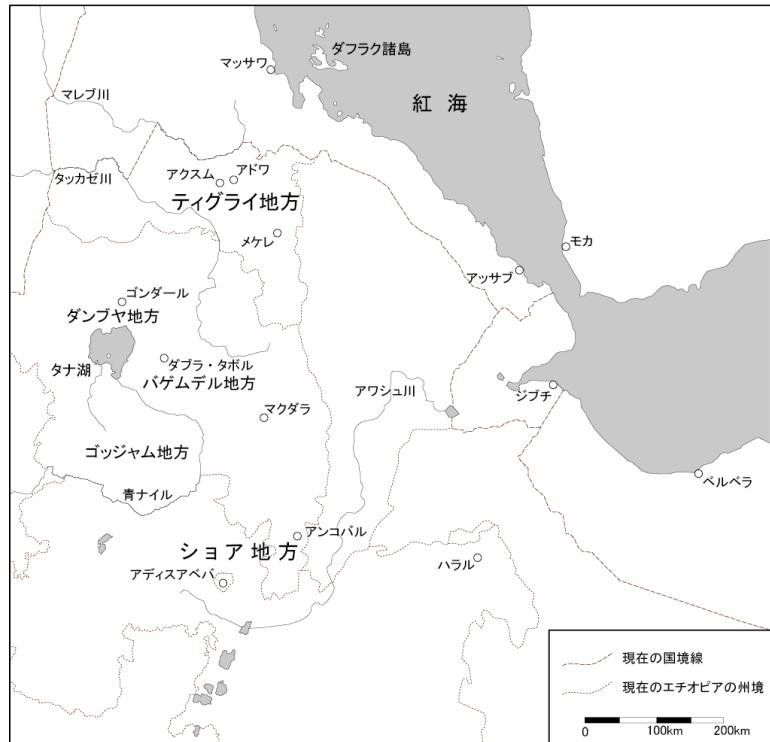 ダフラク諸島
マッサワ
マレブ川
紅海
タッカゼ川
アクスム
アドワ
ティグライ地方
メケレ
モカ
アッサブ
ゴンダール
ダンブヤ地方
タナ湖
ダブラ・タボル
バゲムデル地方
アワシュ川
ジブチ
マクダラ
ゴッジャム地方
ベルベラ
青ナイル
アンコバル
ショア地方
ハラル
アディスアベバ
現在の国境線
現在のエチオピアの州境
0 100km 200km